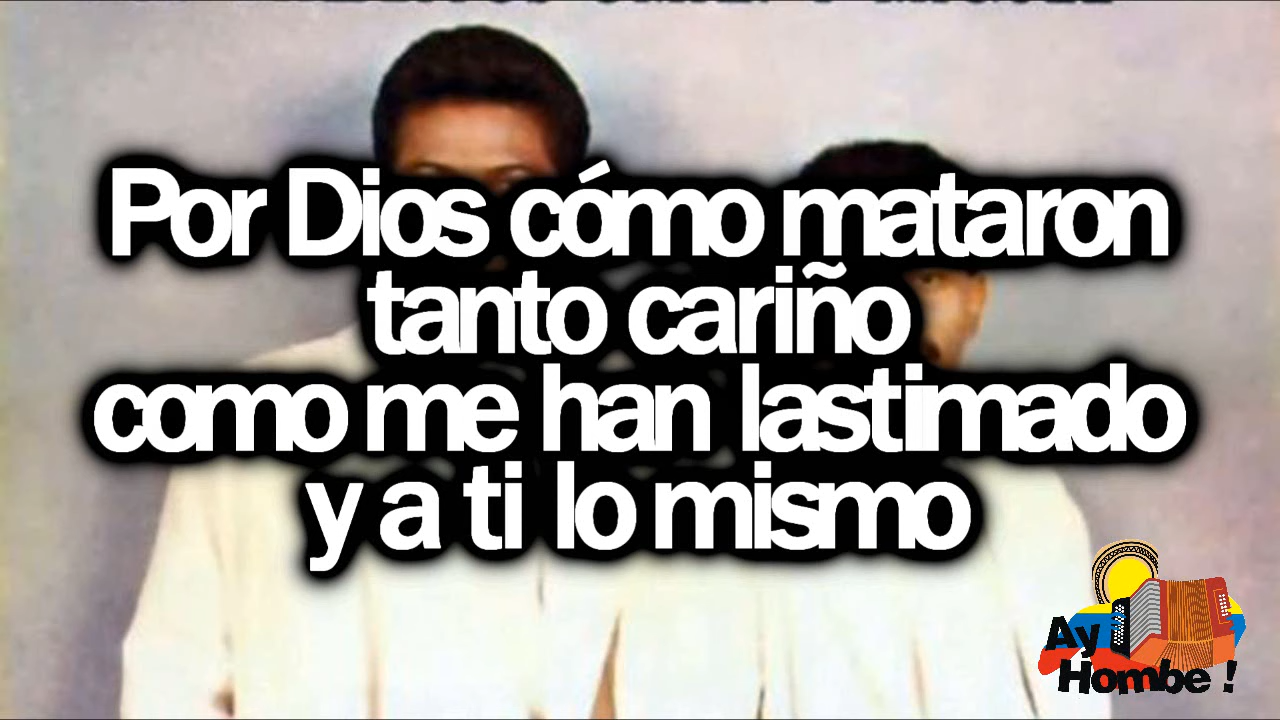 Por Dios cómo mataron
tanto cariño
como me han lastimado
y a ti lo mismo
Ay
Hombe !